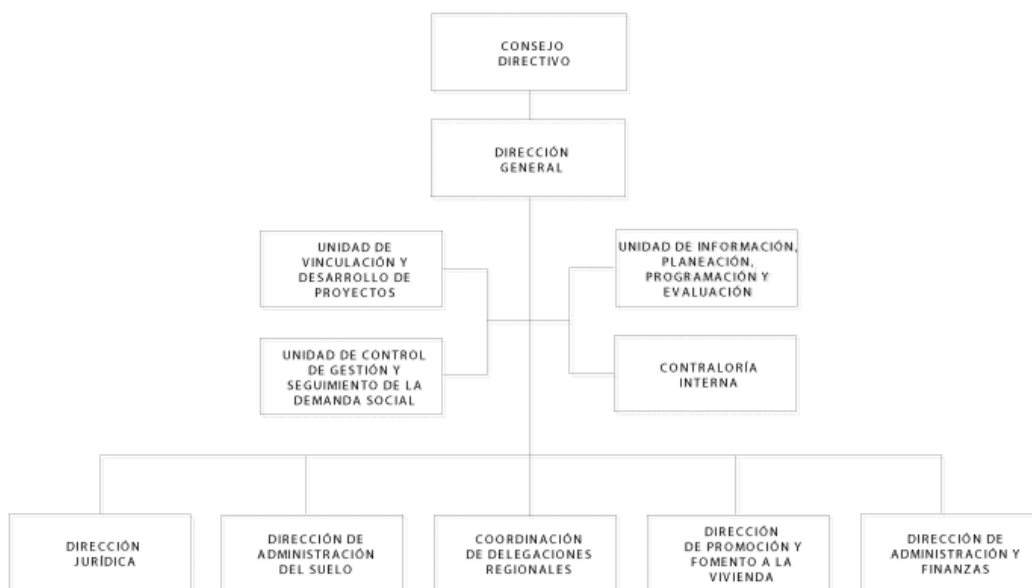 CONSEJO
DIRECTIVO
DIRECCIÓN
GENERAL
UNIDAD DE
VINCULACIÓN Y
DESARROLLO DE
PROYECTOS
UNIDAD DE INFORMACIÓN,
PLANEACIÓN,
PROGRAMACIÓN Y
EVALUACIÓN
UNIDAD DE CONTROL
DE GESTIÓN Y
SEGUIMIENTO DE LA
DEMANDA SOCIAL
CONTRALORÍA
INTERNA
DIRECCIÓN
JURÍDICA
DIRECCIÓN DE
ADMINISTRACIÓN
DEL SUELO
COORDINACIÓN
DE DELEGACIONES
REGIONALES
DIRECCIÓN
DE PROMOCIÓN Y
FOMENTO A LA
VIVIENDA
DIRECCIÓN DE
ADMINISTRACIÓN Y
FINANZAS